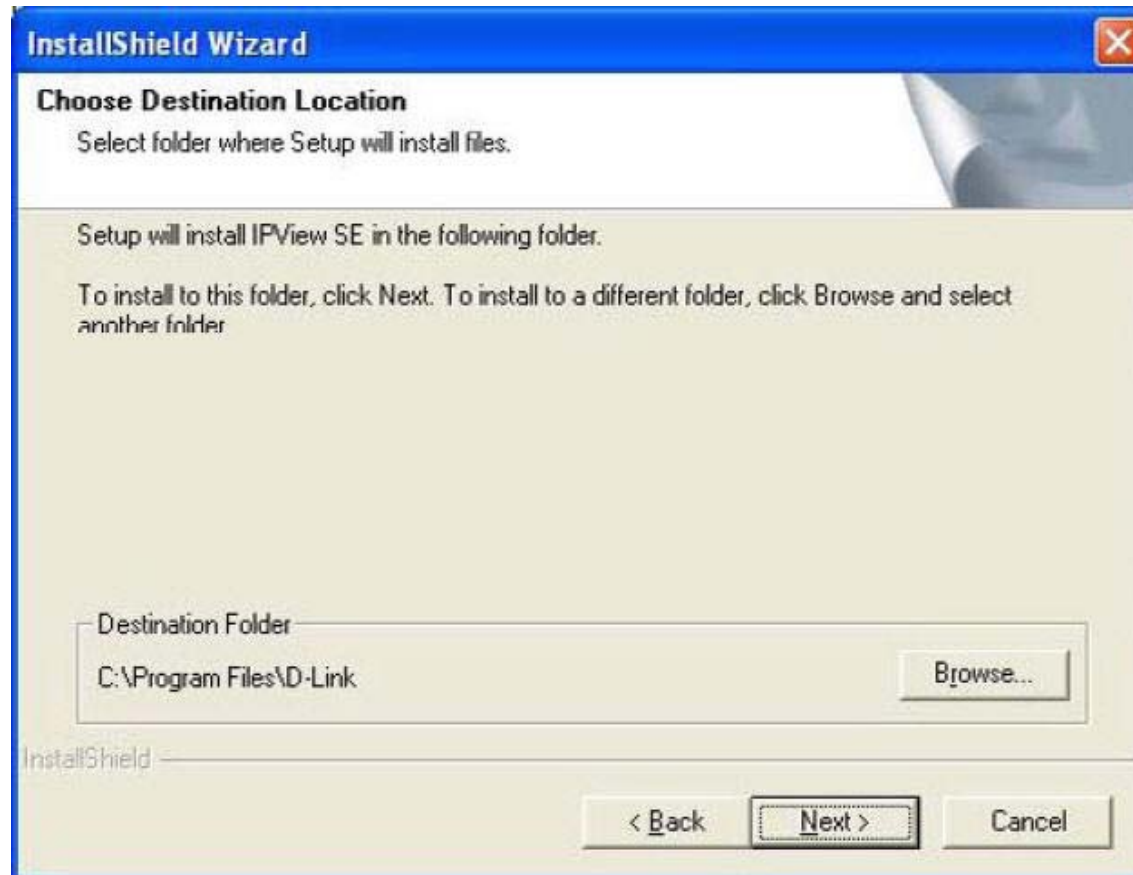 InstallShield Wizard
Choose Destination Location
Select folder where Setup will install files.
Setup will install IPView SE in the following folder.
To install to this folder, click Next. To install to a different folder, click Browse and select
another folder
Destination Folder
C:\Program Files\D-Link
Browse...
InstallShield
< Back Next > Cancel